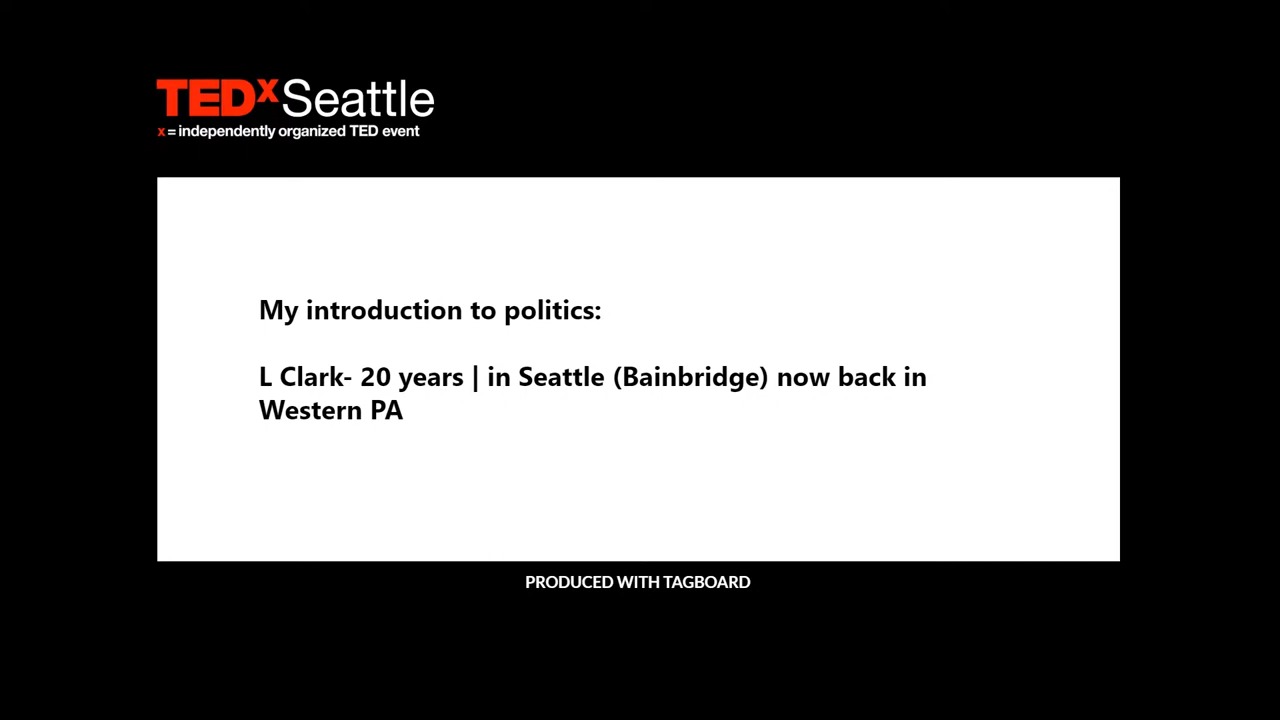 TEDxSeattle
x = independently organized TED event
My introduction to politics:
L Clark- 20 years | in Seattle (Bainbridge) now back in
Western PA
PRODUCED WITH TAGBOARD